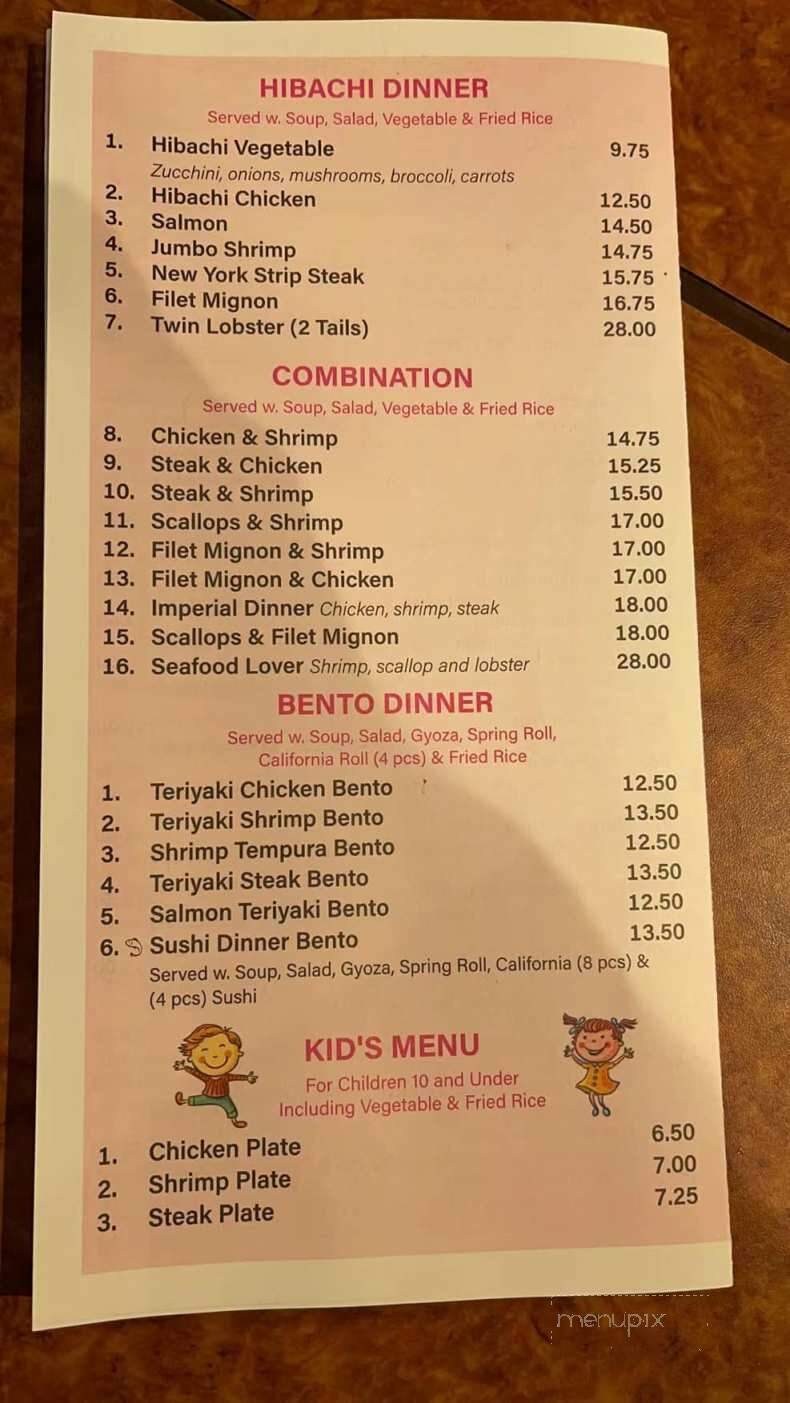 HIBACHI DINNER
Served w. Soup, Salad, Vegetable & Fried Rice
1. Hibachi Vegetable 9.75
Zucchini, onions, mushrooms, broccoli, carrots
2. Hibachi Chicken 12.50
3. Salmon 14.50
4. Jumbo Shrimp 14.75
5. New York Strip Steak 15.75
6. Filet Mignon 16.75
7. Twin Lobster (2 Tails) 28.00
COMBINATION
Served w. Soup, Salad, Vegetable & Fried Rice
8. Chicken & Shrimp 14.75
9. Steak & Chicken 15.25
10. Steak & Shrimp 15.50
11. Scallops & Shrimp 17.00
12. Filet Mignon & Shrimp 17.00
13. Filet Mignon & Chicken 17.00
14. Imperial Dinner Chicken, shrimp, steak 18.00
15. Scallops & Filet Mignon 18.00
16. Seafood Lover Shrimp, scallop and lobster 28.00
BENTO DINNER
Served w. Soup, Salad, Gyoza, Spring Roll,
California Roll (4 pcs) & Fried Rice
1. Teriyaki Chicken Bento 12.50
2. Teriyaki Shrimp Bento 13.50
3. Shrimp Tempura Bento 12.50
4. Teriyaki Steak Bento 13.50
5. Salmon Teriyaki Bento 12.50
6. Sushi Dinner Bento 13.50
Served w. Soup, Salad, Gyoza, Spring Roll, California (8 pcs) &
(4 pcs) Sushi
KID'S MENU
For Children 10 and Under
Including Vegetable & Fried Rice
1. Chicken Plate 6.50
2. Shrimp Plate 7.00
3. Steak Plate 7.25
menupix